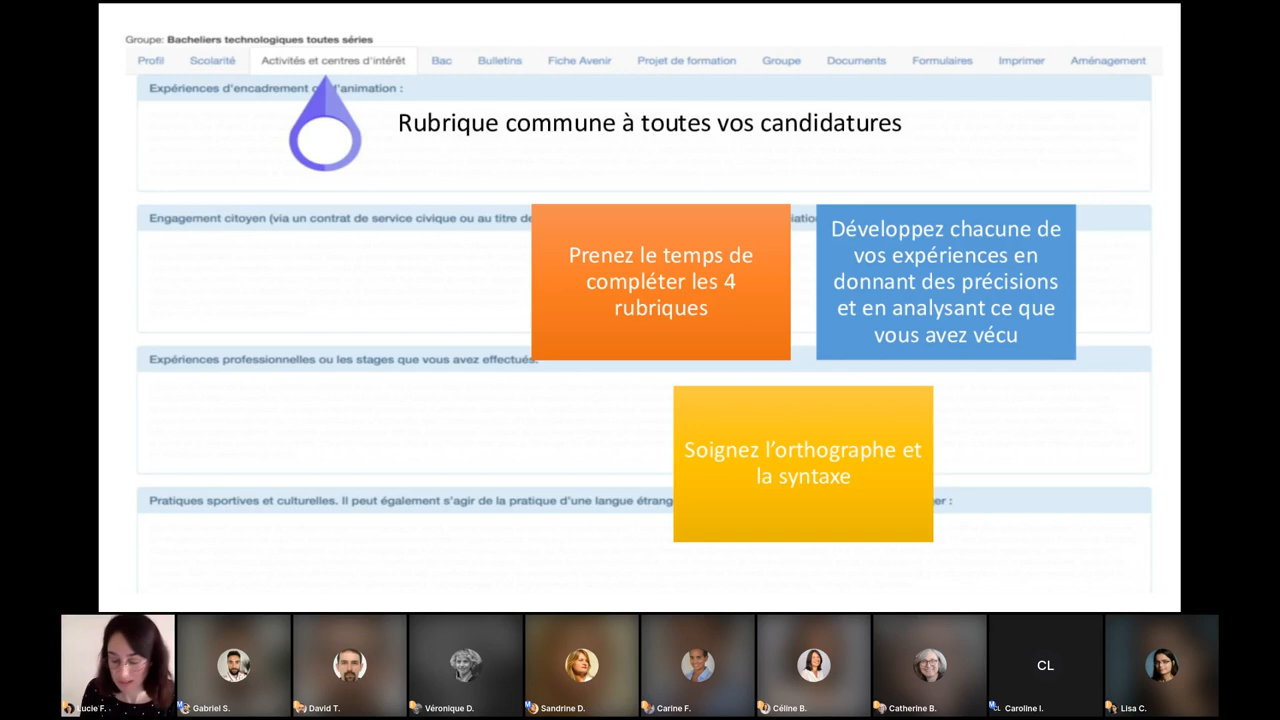 Groupe: Bacheliers technologiques toutes séries
Profil Scolarité Activités et centres d'intérêt Bac Bulletins Fiche Avenir Projet de formation Groupe Documents Formulaires Imprimer Aménagement
Expériences d'encadrement d'animation :
Rubrique commune à toutes vos candidatures
Engagement citoyen (via un contrat de service civique ou au titre
Prenez le temps de
compléter les 4
rubriques
Développez chacune de
vos expériences en
donnant des précisions
et en analysant ce que
vous avez vécu
Expériences professionnelles ou les stages que vous avez effectués.
Soignez l'orthographe et
la syntaxe
Pratiques sportives et culturelles. Il peut également s'agir de la pratique d'une langue
CL
Lucie F. Gabriel S. David T. Véronique D. Sandrine D. Carine F. Céline B. Catherine B. Caroline I. Lisa C.